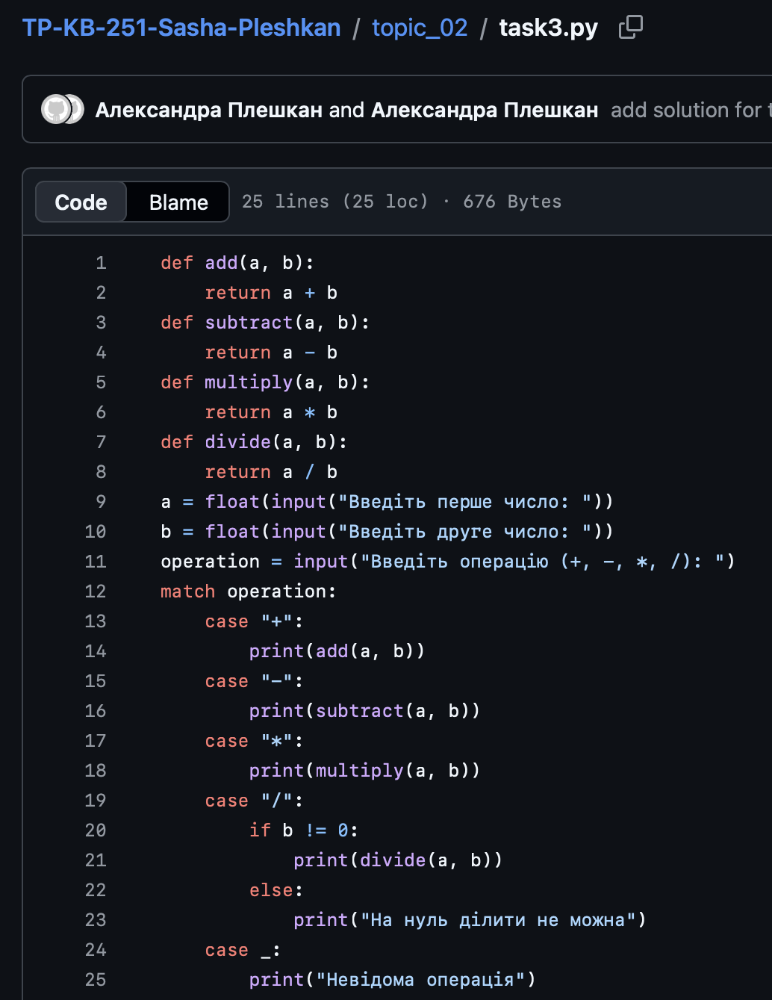 TP-KB-251-Sasha-Pleshkan / topic_02 / task3.py
Александра Плешкан and Александра Плешкан add solution for
Code Blame 25 lines (25 loc) · 676 Bytes
1 def add(a, b):
2     return a + b
3 def subtract(a, b):
4     return a - b
5 def multiply(a, b):
6     return a * b
7 def divide(a, b):
8     return a / b
9 a = float(input("Введіть перше число: "))
10 b = float(input("Введіть друге число: "))
11 operation = input("Введіть операцію (+, -, *, /): ")
12 match operation:
13     case "+":
14         print(add(a, b))
15     case "-":
16         print(subtract(a, b))
17     case "*":
18         print(multiply(a, b))
19     case "/":
20         if b != 0:
21             print(divide(a, b))
22         else:
23             print("На нуль ділити не можна")
24     case _:
25         print("Невідома операція")